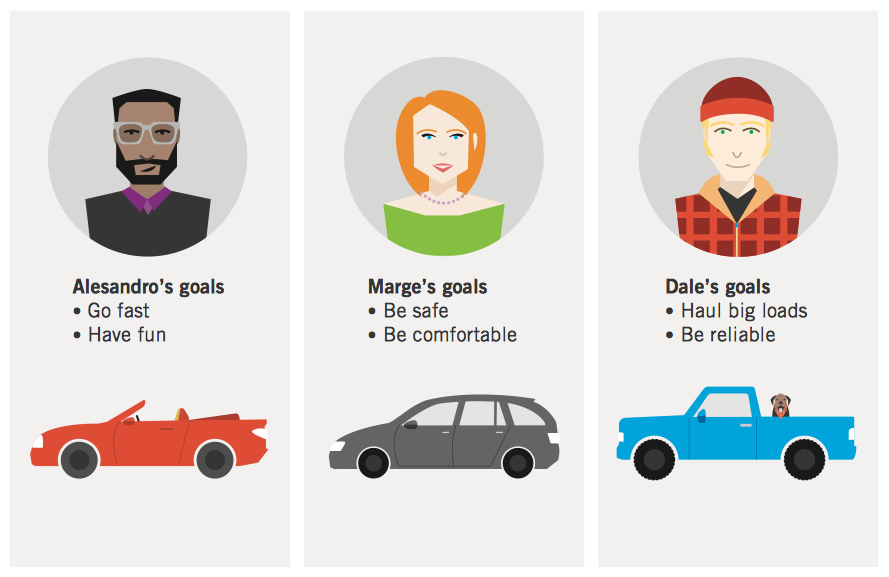 Alesandro’s goals
• Go fast
• Have fun
Marge’s goals
• Be safe
• Be comfortable
Dale’s goals
• Haul big loads
• Be reliable